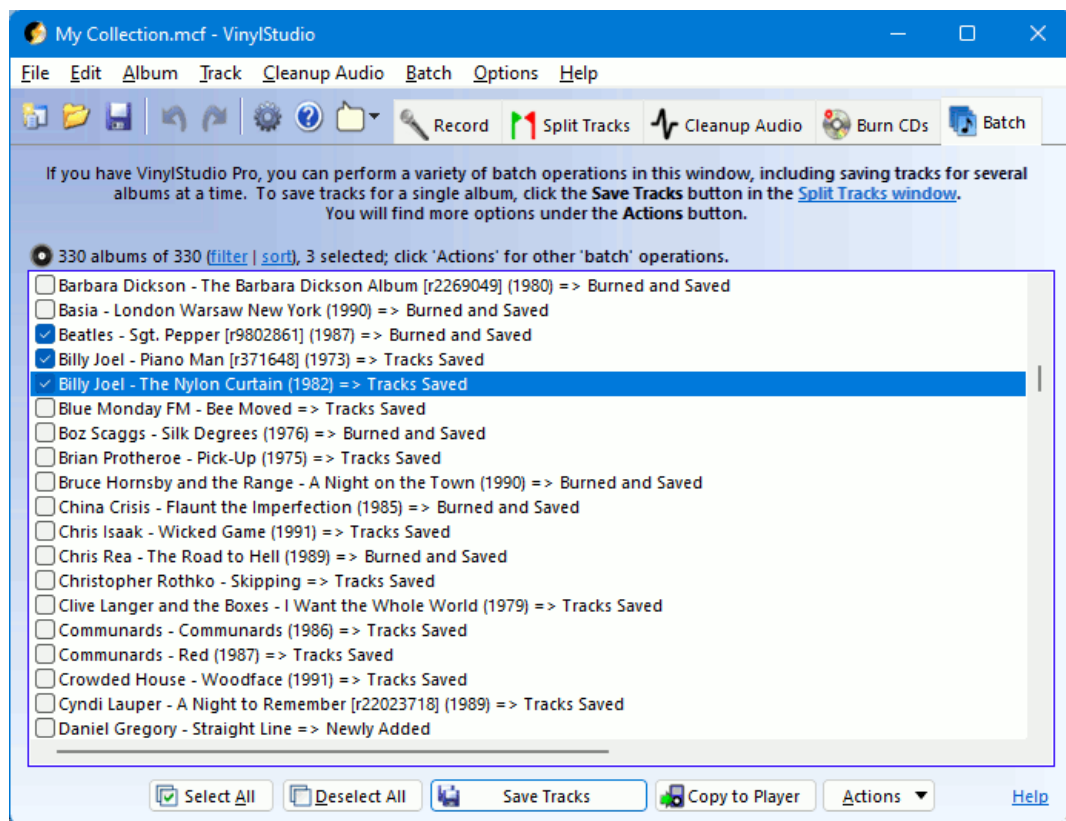 My Collection.mcf - VinylStudio
File Edit Album Track Cleanup Audio Batch Options Help
Record Split Tracks Cleanup Audio Burn CDs Batch
If you have VinylStudio Pro, you can perform a variety of batch operations in this window, including saving tracks for several
albums at a time. To save tracks for a single album, click the Save Tracks button in the Split Tracks window.
You will find more options under the Actions button.
330 albums of 330 (filter | sort), 3 selected; click 'Actions' for other 'batch' operations.
Barbara Dickson - The Barbara Dickson Album [r2269049] (1980) => Burned and Saved
Basia - London Warsaw New York (1990) => Burned and Saved
Beatles - Sgt. Pepper [r9802861] (1987) => Burned and Saved
Billy Joel - Piano Man [r371648] (1973) => Tracks Saved
Billy Joel - The Nylon Curtain (1982) => Tracks Saved
Blue Monday FM - Bee Moved => Tracks Saved
Boz Scaggs - Silk Degrees (1976) => Burned and Saved
Brian Protheroe - Pick-Up (1975) => Tracks Saved
Bruce Hornsby and the Range - A Night on the Town (1990) => Burned and Saved
China Crisis - Flaunt the Imperfection (1985) => Burned and Saved
Chris Isaak - Wicked Game (1991) => Tracks Saved
Chris Rea - The Road to Hell (1989) => Burned and Saved
Christopher Rothko - Skipping => Tracks Saved
Clive Langer and the Boxes - I Want the Whole World (1979) => Tracks Saved
Communards - Communards (1986) => Tracks Saved
Communards - Red (1987) => Tracks Saved
Crowded House - Woodface (1991) => Tracks Saved
Cyndi Lauper - A Night to Remember [r22023718] (1989) => Tracks Saved
Daniel Gregory - Straight Line => Newly Added
Select All Deselect All Save Tracks Copy to Player Actions Help